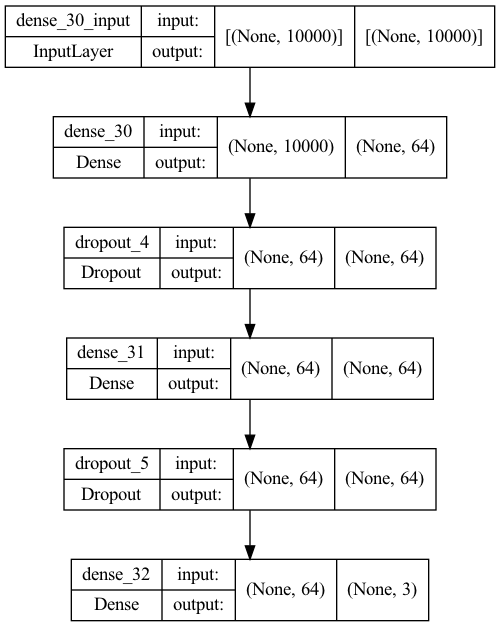 dense_30_input input: [(None, 10000)] [(None, 10000)]
InputLayer output:
dense_30 input: (None, 10000) (None, 64)
Dense output:
dropout_4 input: (None, 64) (None, 64)
Dropout output:
dense_31 input: (None, 64) (None, 64)
Dense output:
dropout_5 input: (None, 64) (None, 64)
Dropout output:
dense_32 input: (None, 64) (None, 3)
Dense output: